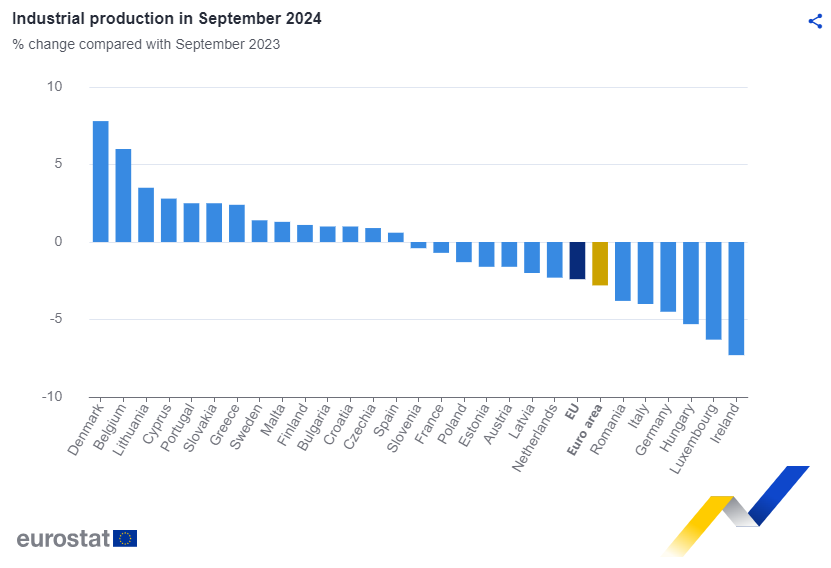 Industrial production in September 2024
% change compared with September 2023
10
5
0
-5
-10
Denmark
Belgium
Lithuania
Cyprus
Portugal
Slovakia
Greece
Sweden
Malta
Finland
Bulgaria
Croatia
Czechia
Spain
Slovenia
France
Poland
Estonia
Austria
Latvia
Netherlands
EU
Euro area
Romania
Italy
Germany
Hungary
Luxembourg
Ireland
eurostat